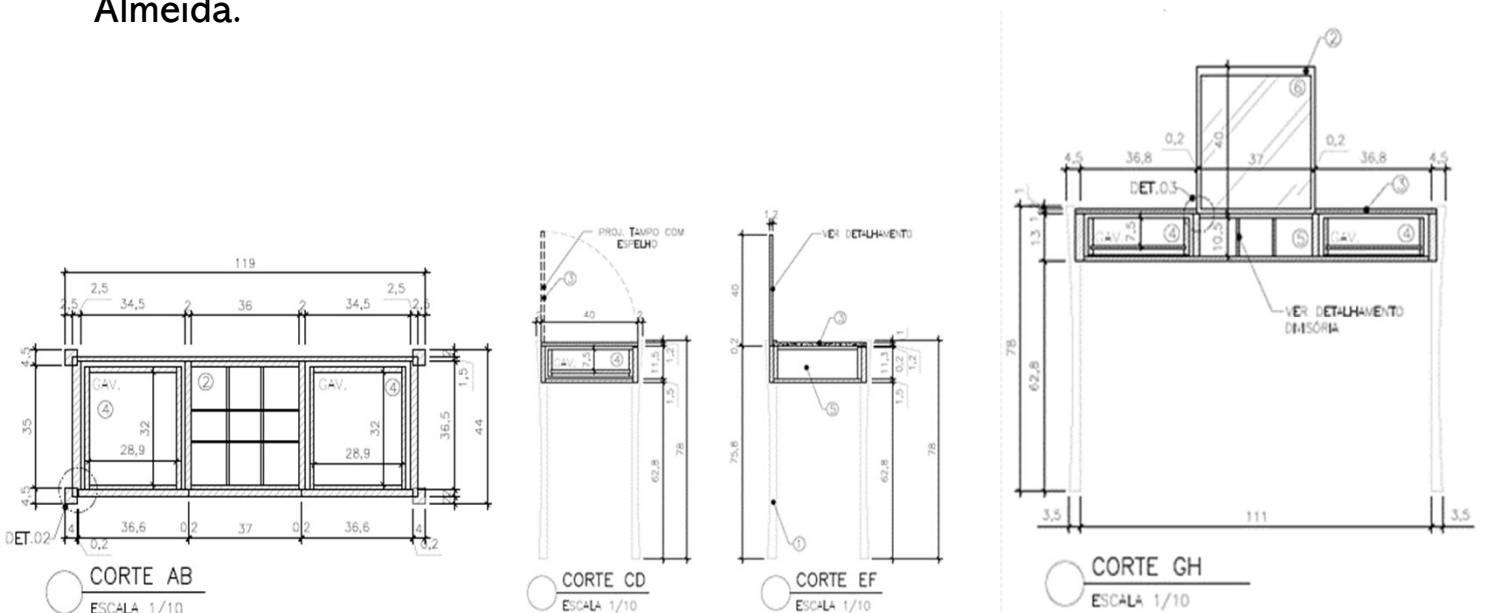 Almeida.
119
2,5
2,5
2,5 34,5 2 36 2 34,5 2,5
4,5
35
4,5
GAV.
4
32
28,9
2
GAV.
4
32
28,9
1,5
36,5
44
DET.02
4 36,6 0,2 37 0,2 36,6 4
0,2
0,2
CORTE AB
ESCALA 1/10
PROJ. TAMPO COM
ESPELHO
3
40
2
GAV.
7,5
4
11,5
1,2
1,5
62,8
78
CORTE CD
ESCALA 1/10
1,2
VER DETALHAMENTO
40
3
0,2
1
11,3
0,2
1,2
1,5
5
75,8
62,8
78
1
CORTE EF
ESCALA 1/10
2
6
40
0,2
0,2
4,5 36,8 37 36,8 4,5
DET.03
3
1
1
13
GAV.
7,5
4
10,5
5
GAV.
4
VER DETALHAMENTO
DIVISÓRIA
78
62,8
3,5 111 3,5
CORTE GH
ESCALA 1/10